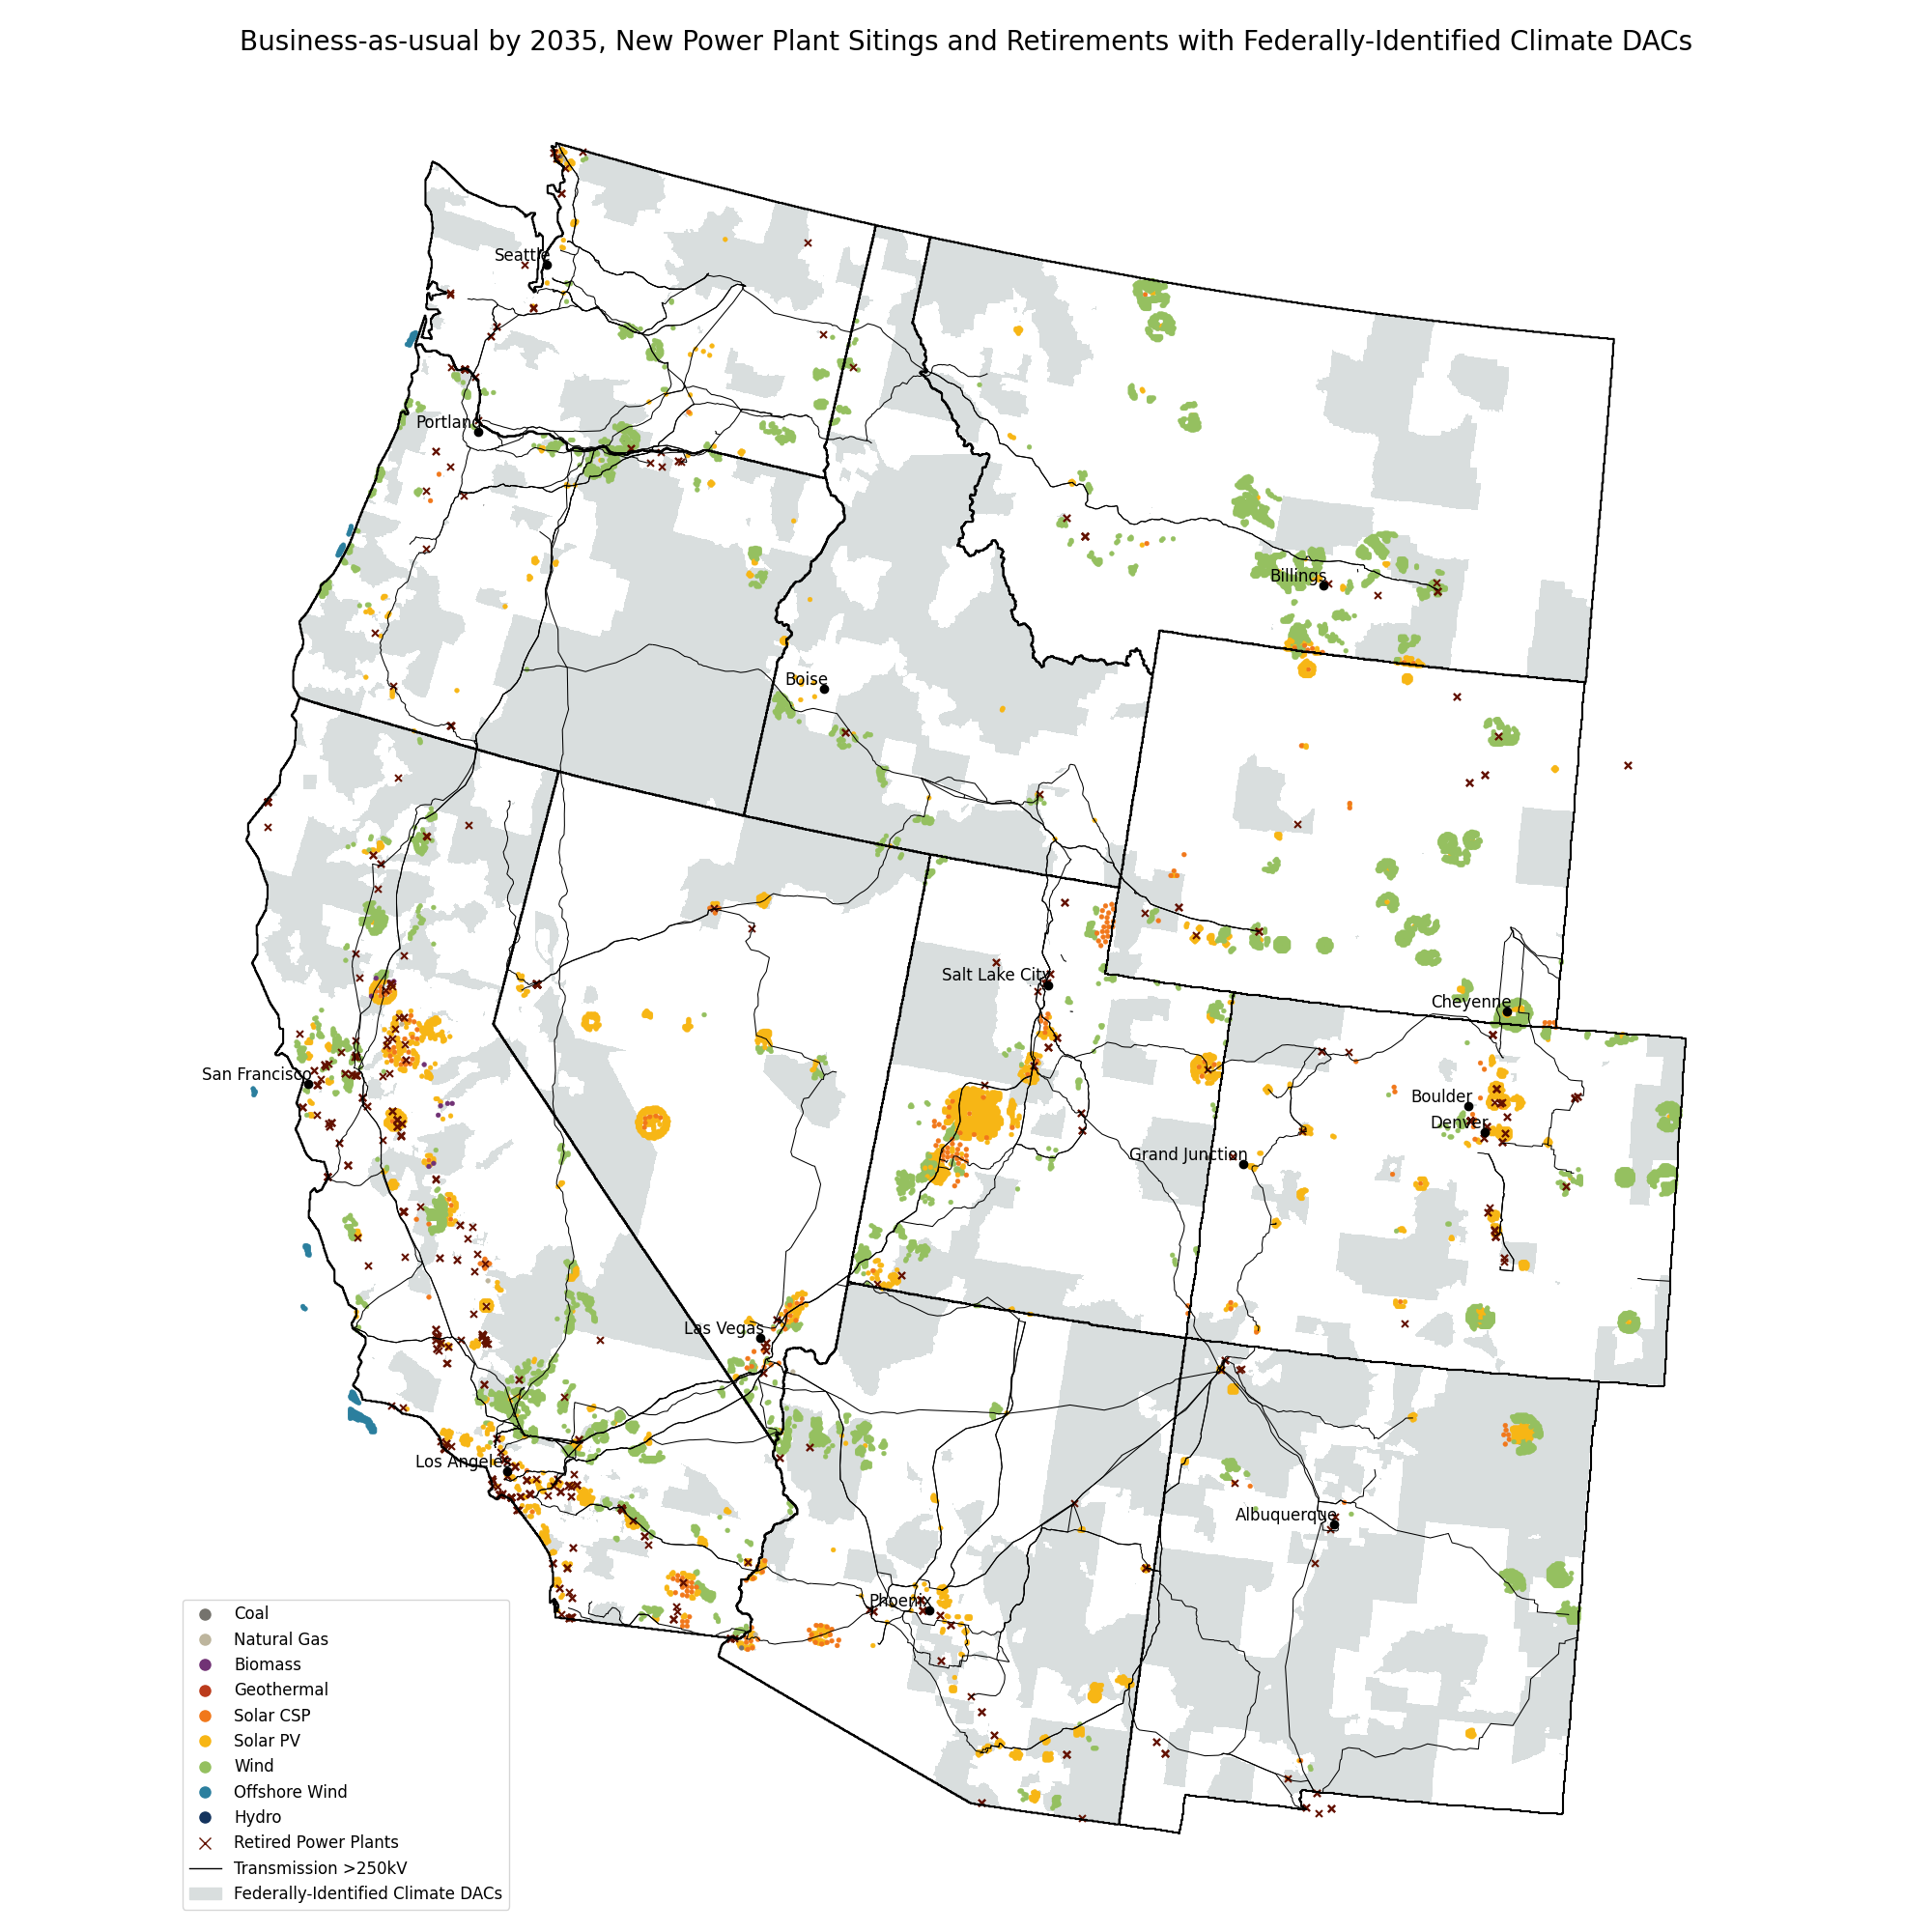 Business-as-usual by 2035, New Power Plant Sitings and Retirements with Federally-Identified Climate DACs
Seattle
Portland
Billings
Boise
Salt Lake City
Cheyenne
San Francisco
Boulder
Denver
Grand Junction
Las Vegas
Los Angeles
Albuquerque
Phoenix
Coal
Natural Gas
Biomass
Geothermal
Solar CSP
Solar PV
Wind
Offshore Wind
Hydro
Retired Power Plants
Transmission >250kV
Federally-Identified Climate DACs